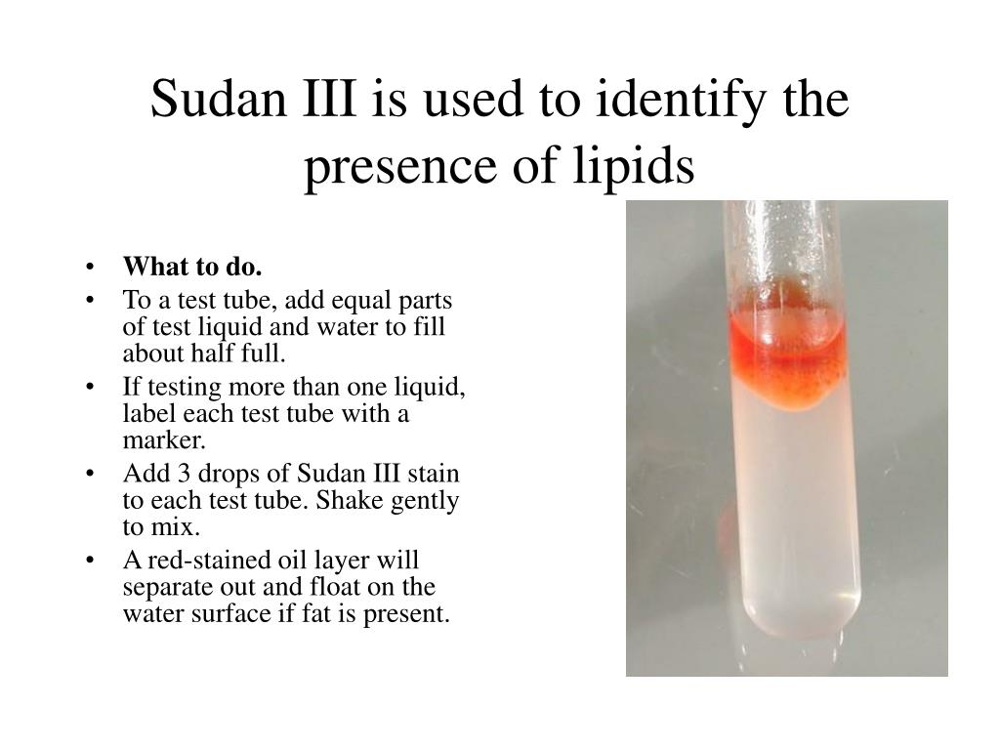 Sudan III is used to identify the
presence of lipids
• What to do.
• To a test tube, add equal parts
of test liquid and water to fill
about half full.
• If testing more than one liquid,
label each test tube with a
marker.
• Add 3 drops of Sudan III stain
to each test tube. Shake gently
to mix.
• A red-stained oil layer will
separate out and float on the
water surface if fat is present.